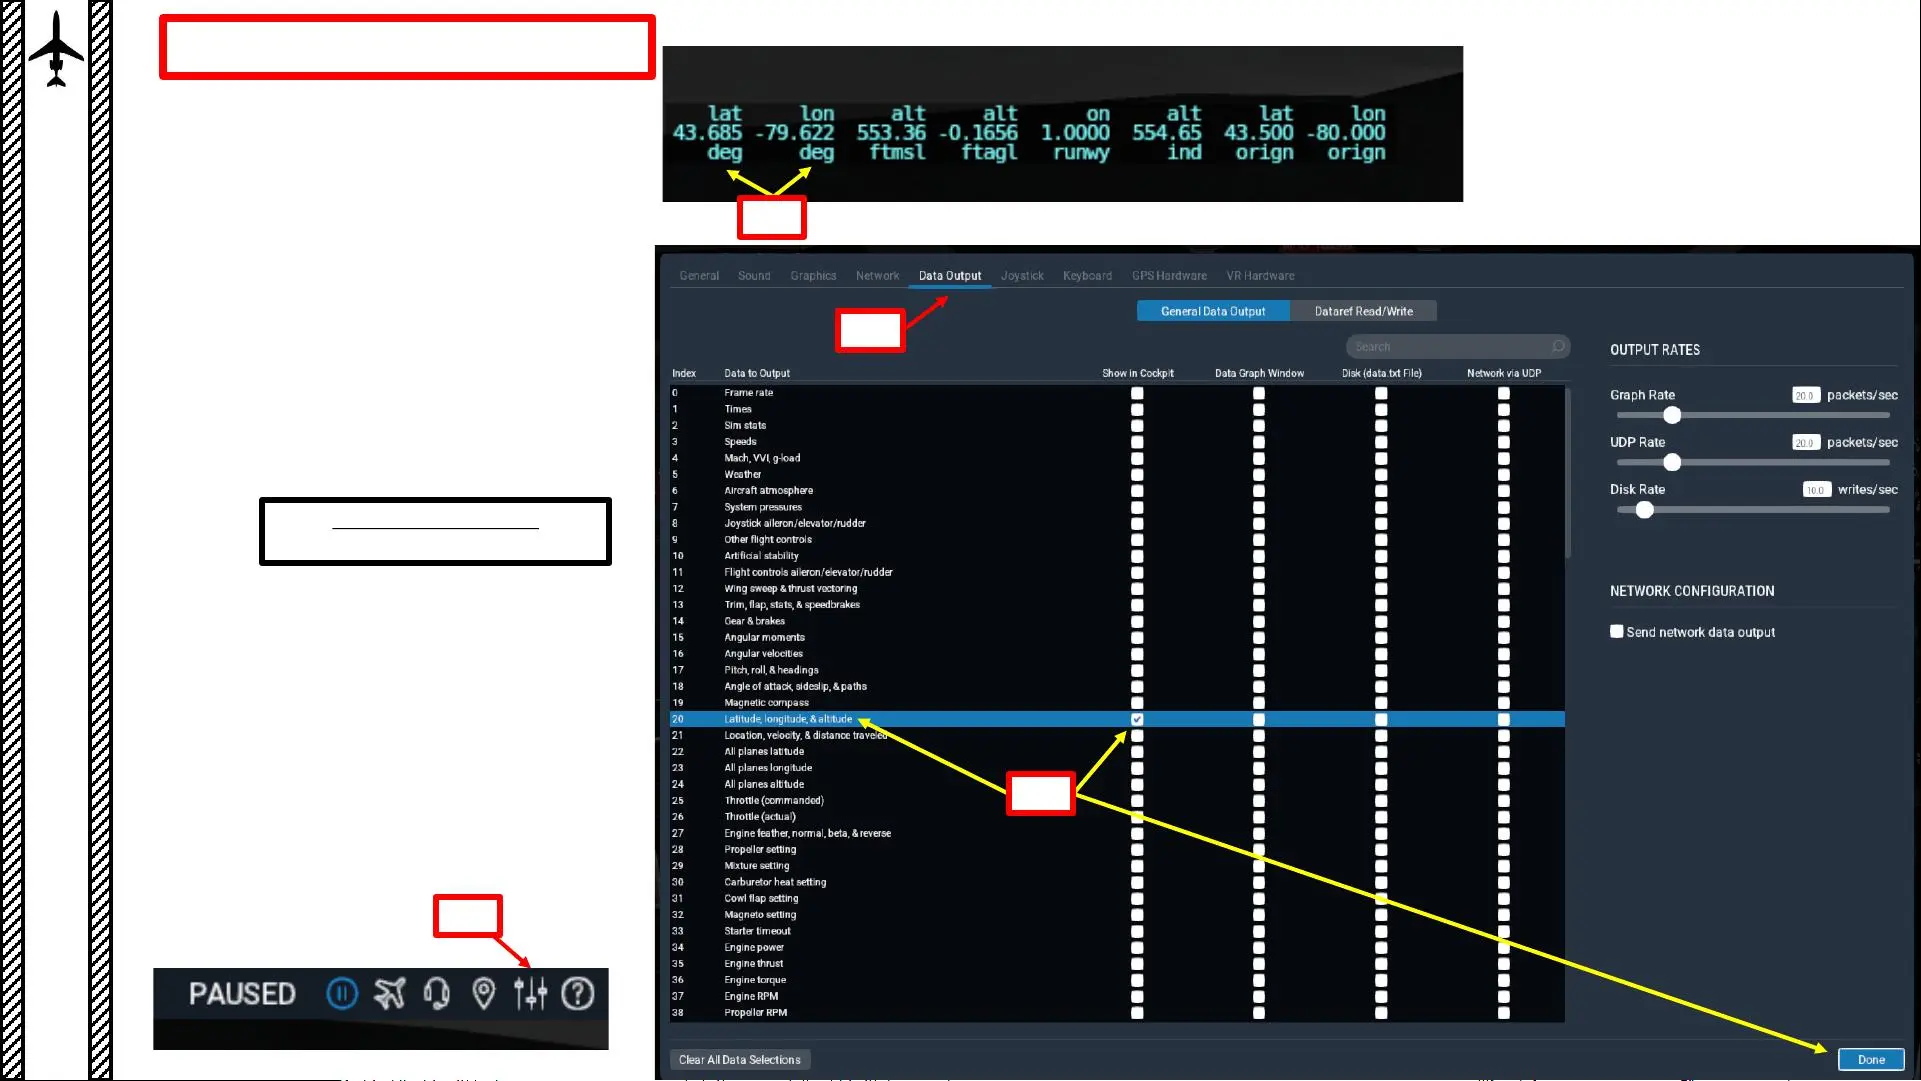 lat lon alt alt on alt lat lon
43.685 -79.622 553.36 -0.1656 1.0000 554.65 43.500 -80.000
deg deg ftmsl ftagl runwy ind orign orign
General Sound Graphics Network Data Output Joystick Keyboard GPS Hardware VR Hardware
General Data Output Dataref Read/Write
Search
Index Data to Output Show in Cockpit Data Graph Window Disk (data.txt File) Network via UDP
0 Frame rate
1 Times
2 Sim stats
3 Speeds
4 Mach, VVI, g-load
5 Weather
6 Aircraft atmosphere
7 System pressures
8 Joystick aileron/elevator/rudder
9 Other flight controls
10 Artificial stability
11 Flight controls aileron/elevator/rudder
12 Wing sweep & thrust vectoring
13 Trim, flap, stats, & speedbrakes
14 Gear & brakes
15 Angular moments
16 Angular velocities
17 Pitch, roll, & headings
18 Angle of attack, sideslip, & paths
19 Magnetic compass
20 Latitude, longitude, & altitude
21 Location, velocity, & distance traveled
22 All planes latitude
23 All planes longitude
24 All planes altitude
25 Throttle (commanded)
26 Throttle (actual)
27 Engine feather, normal, beta, & reverse
28 Propeller setting
29 Mixture setting
30 Carburetor heat setting
31 Cowl flap setting
32 Magneto setting
33 Starter timeout
34 Engine power
35 Engine thrust
36 Engine torque
37 Engine RPM
38 Propeller RPM
OUTPUT RATES
Graph Rate 20.0 packets/sec
UDP Rate 20.0 packets/sec
Disk Rate 10.0 writes/sec
NETWORK CONFIGURATION
Send network data output
Clear All Data Selections
Done
PAUSED